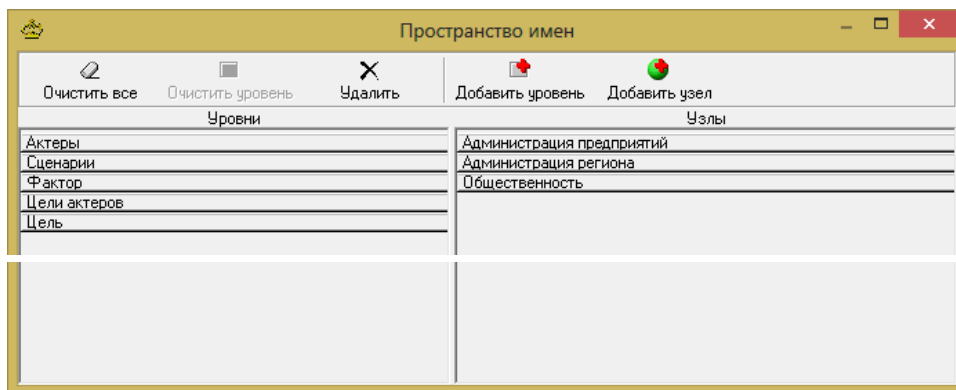 Пространство имен
Очистить все Очистить уровень Удалить Добавить уровень Добавить узел
Уровни Узлы
Актеры Администрация предприятий
Сценарии Администрация региона
Фактор Общественность
Цели актеров
Цель